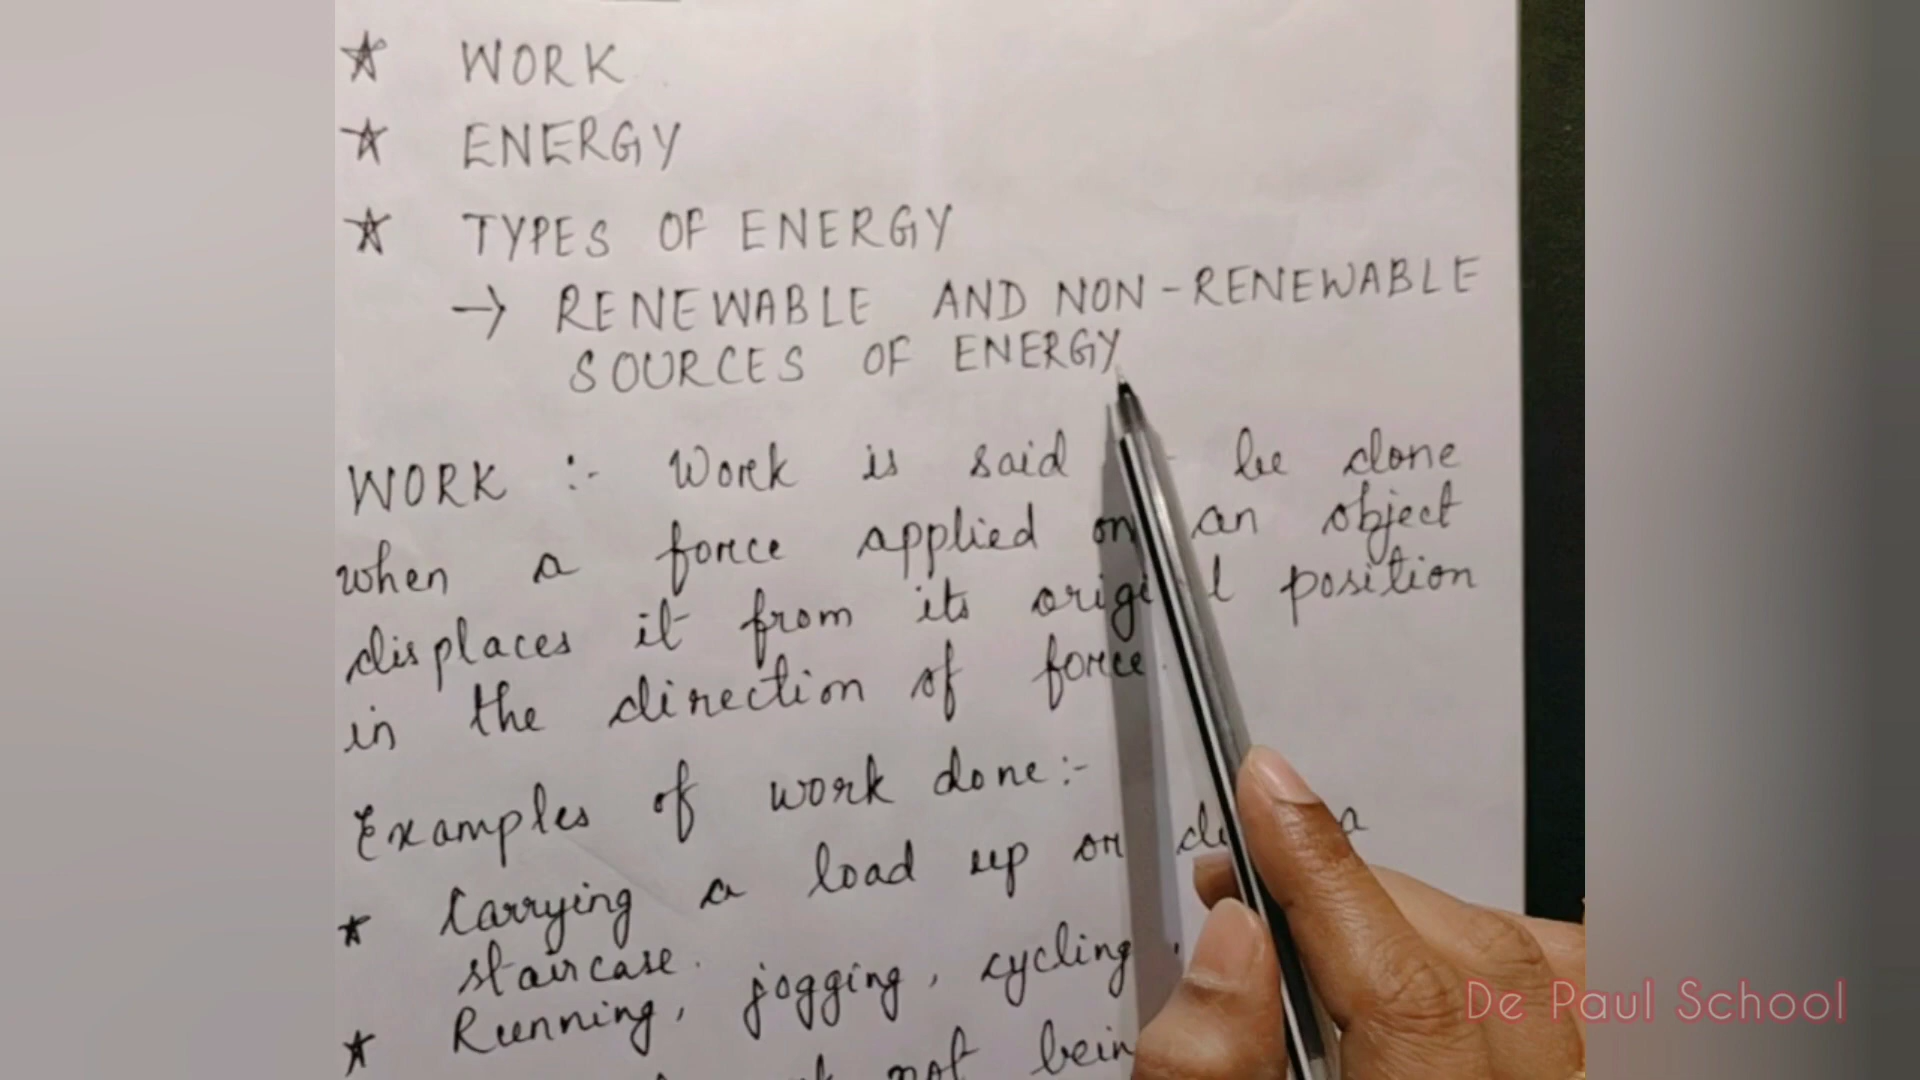 ☆ WORK
☆ ENERGY
☆ TYPES OF ENERGY
→ RENEWABLE AND NON-RENEWABLE
SOURCES OF ENERGY
WORK :- Work is said be done
when a force applied on an object
displaces it from its position
in the direction of force.
Examples of work done:-
★ Carrying a load up or a
staircase.
★ Running, jogging, cycling.
not
De Paul School